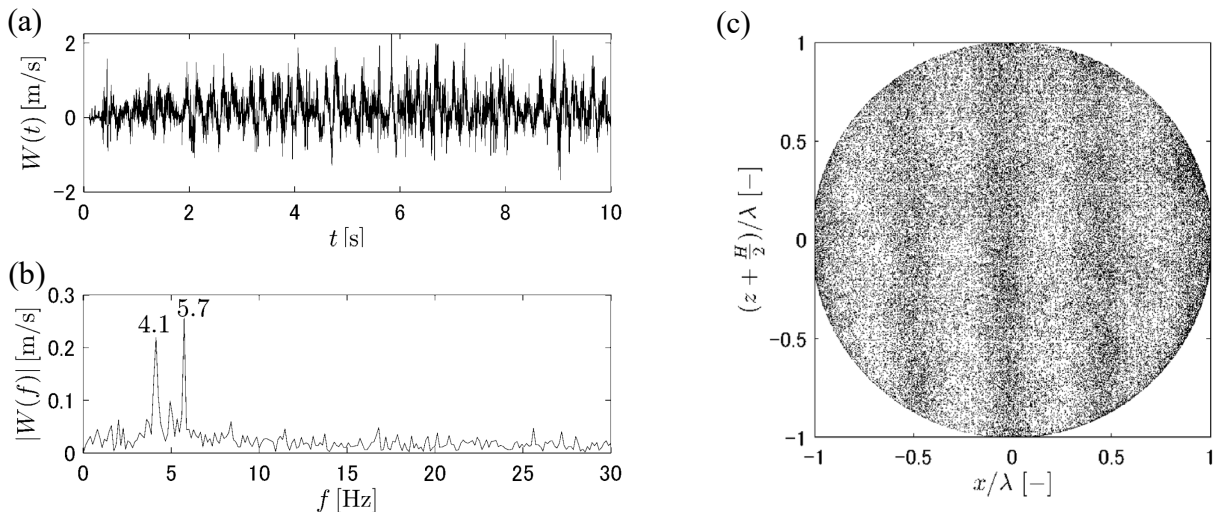 (a)
2
0
−2
W(t) [m/s]
0 2 4 6 8 10
t [s]
(b)
0.3
0.2
0.1
0
|W(f)| [m/s]
4.1
5.7
0 5 10 15 20 25 30
f [Hz]
(c)
1
0.5
0
−0.5
−1
(z + H/2)/λ [−]
−1 −0.5 0 0.5 1
x/λ [−]